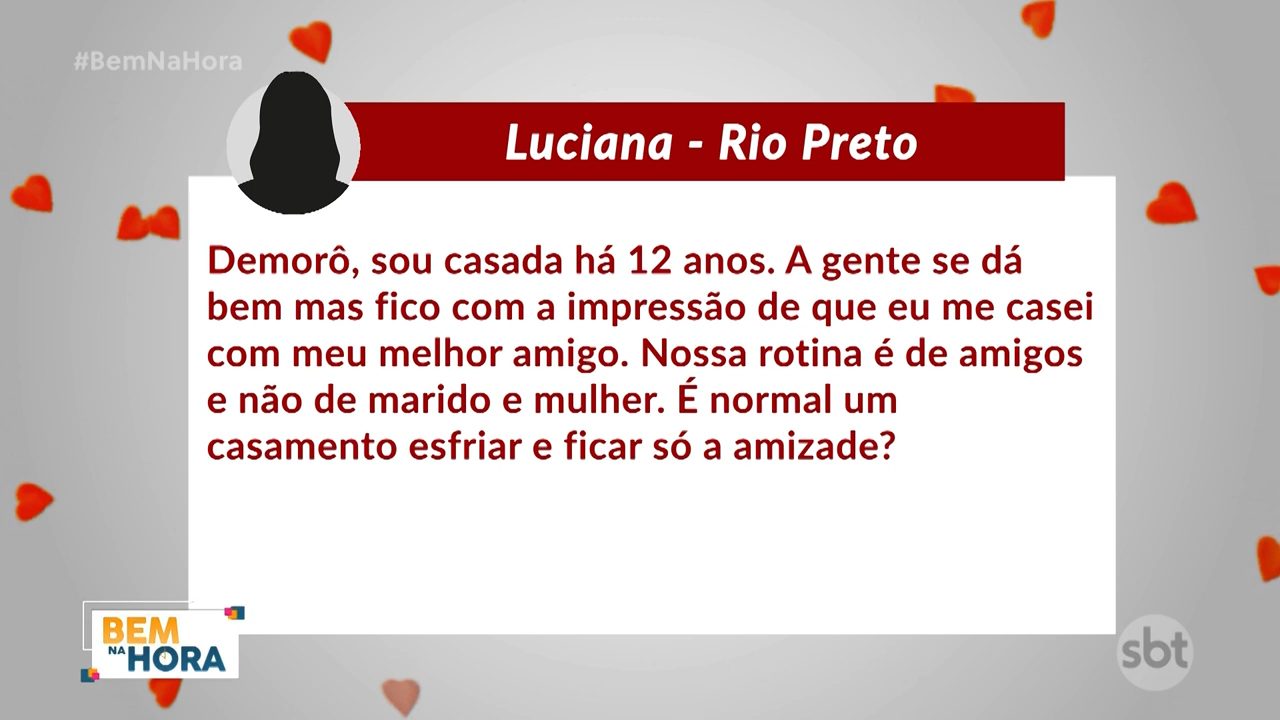 #BemNaHora
Luciana - Rio Preto
Demorô, sou casada há 12 anos. A gente se dá
bem mas fico com a impressão de que eu me casei
com meu melhor amigo. Nossa rotina é de amigos
e não de marido e mulher. É normal um
casamento esfriar e ficar só a amizade?
BEM
NA HORA
sbt